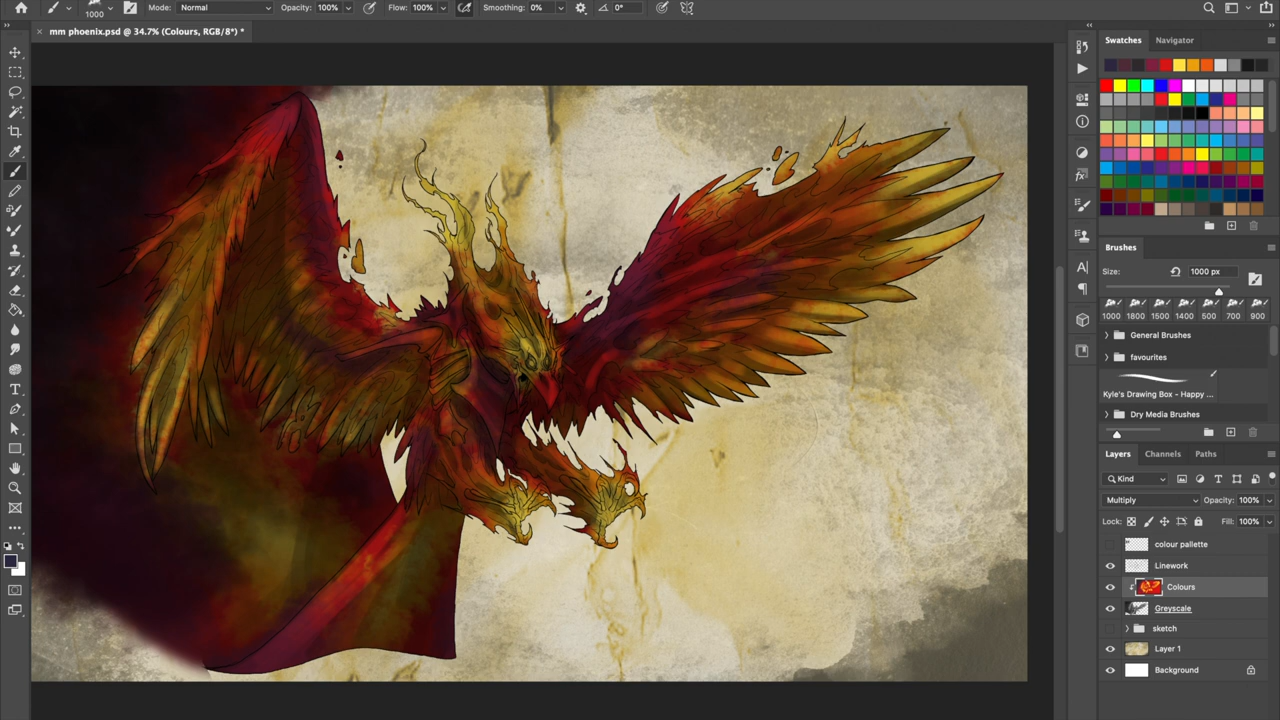 1000 Mode: Normal Opacity: 100% Flow: 100% Smoothing: 0% 0°
mm phoenix.psd @ 34.7% (Colours, RGB/8*) *
Swatches Navigator
Brushes
Size: 1000 px
1000 1800 1500 1400 500 700 900
General Brushes
favourites
Kyle's Drawing Box - Happy ...
Dry Media Brushes
Layers Channels Paths
Kind
Multiply Opacity: 100%
Lock: Fill: 100%
colour pallette
Linework
Colours
Greyscale
sketch
Layer 1
Background